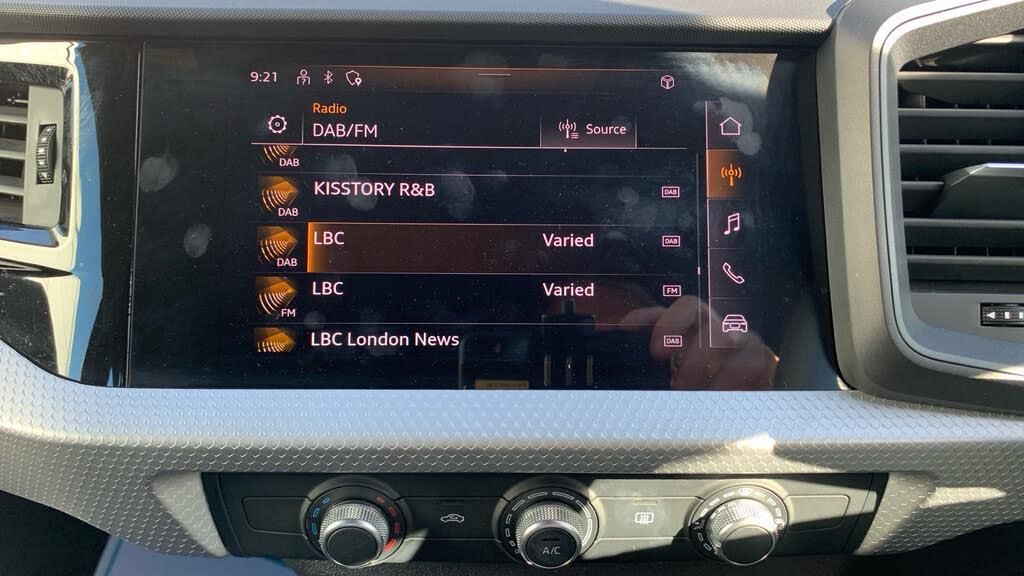 9:21
Radio
DAB/FM
Source
DAB
KISSTORY R&B
DAB
DAB
LBC
Varied
DAB
DAB
LBC
Varied
FM
FM
LBC London News
DAB
A/C